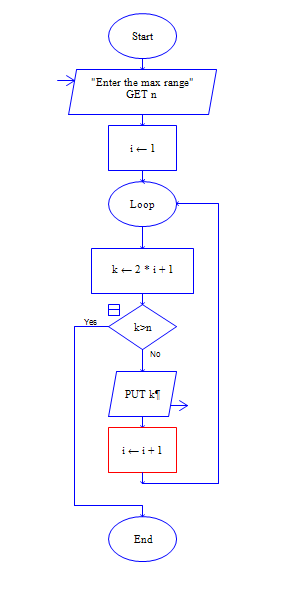 Start
"Enter the max range"
GET n
i ← 1
Loop
k ← 2 * i + 1
Yes
k>n
No
PUT k¶
i ← i + 1
End